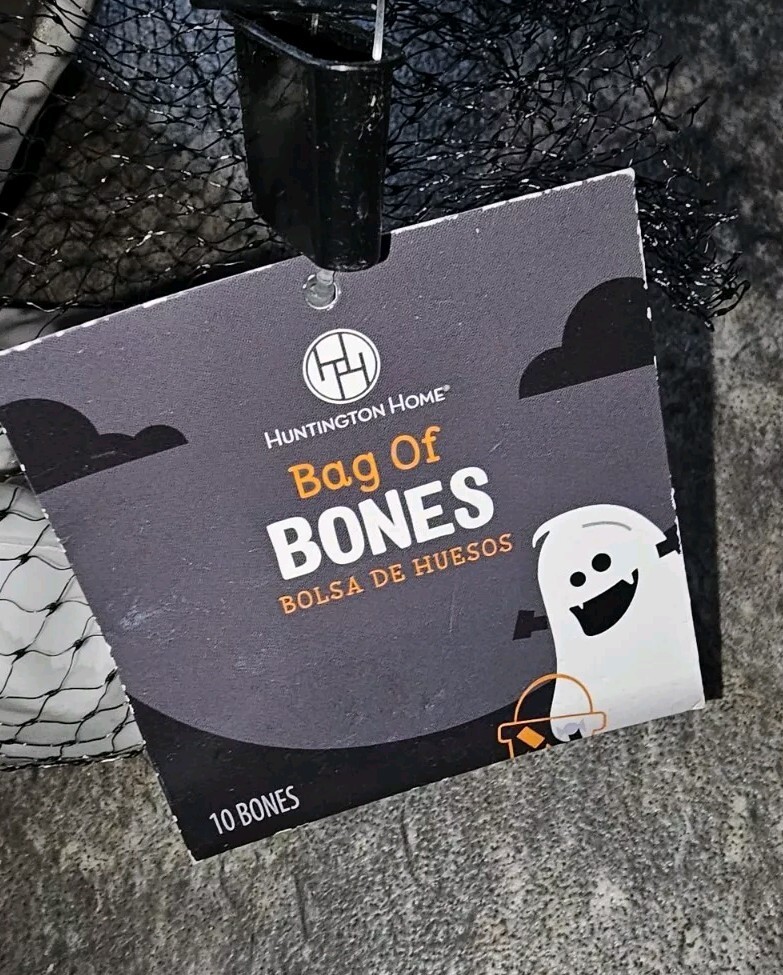 HUNTINGTON HOME®
Bag Of
BONES
BOLSA DE HUESOS
10 BONES